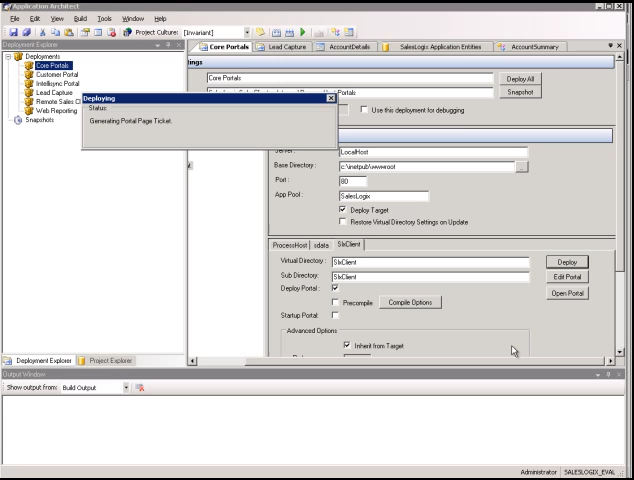 Application Architect
File Edit View Build Tools Window Help
Project Culture: [Invariant]
Deployment Explorer
Core Portals Lead Capture AccountDetails SalesLogix Application Entities AccountSummary
Deployments
Core Portals
Customer Portal
Intellisync Portal
Lead Capture
Remote Sales Cl
Web Reporting
Snapshots
tings
Core Portals
Deploy All
Portals
Snapshot
Use this deployment for debugging
Deploying
Status:
Generating Portal Page Ticket.
Server: LocalHost
Base Directory: c:\inetpub\wwwroot ...
Port: 80
App Pool: SalesLogix
Deploy Target
Restore Virtual Directory Settings on Update
ProcessHost sdata SlxClient
Virtual Directory: SlxClient Deploy
Sub Directory: SlxClient Edit Portal
Deploy Portal: Open Portal
Precompile Compile Options
Startup Portal:
Advanced Options
Inherit from Target
Deployment Explorer Project Explorer
Output Window
Show output from: Build Output
Administrator SALESLOGIX_EVAL